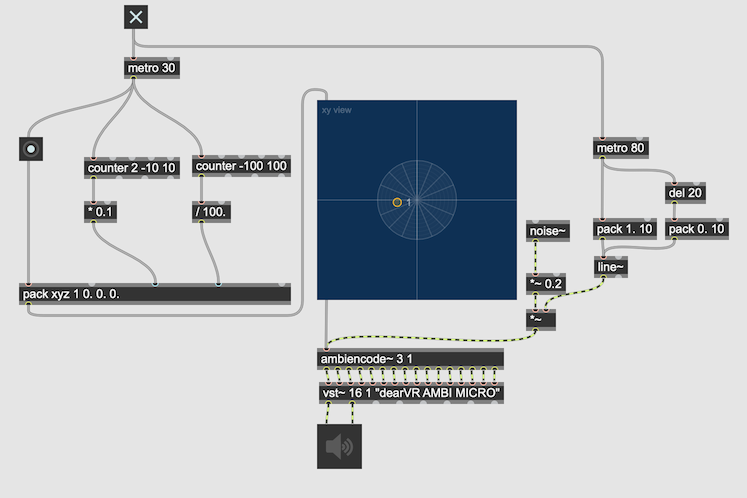 metro 30
xy view
counter 2 -10 10
counter -100 100
metro 80
* 0.1
/ 100.
del 20
1
noise~
pack 1. 10
pack 0. 10
line~
*~ 0.2
pack xyz 1 0. 0. 0.
*~
ambiencode~ 3 1
vst~ 16 1 "dearVR AMBI MICRO"